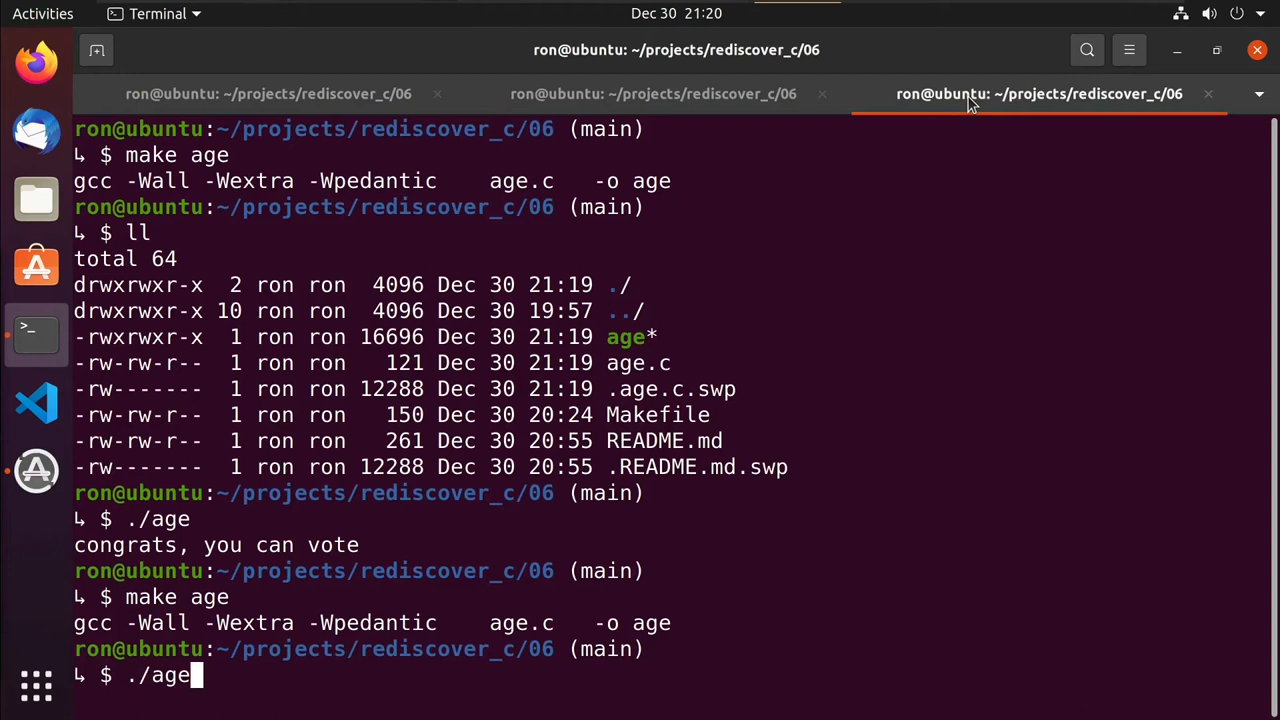 Activities
Terminal
Dec 30 21:20
ron@ubuntu: ~/projects/rediscover_c/06
ron@ubuntu: ~/projects/rediscover_c/06 ×
ron@ubuntu: ~/projects/rediscover_c/06 ×
ron@ubuntu: ~/projects/rediscover_c/06 ×
ron@ubuntu:~/projects/rediscover_c/06 (main)
↳ $ make age
gcc -Wall -Wextra -Wpedantic    age.c   -o age
ron@ubuntu:~/projects/rediscover_c/06 (main)
↳ $ ll
total 64
drwxrwxr-x  2 ron ron  4096 Dec 30 21:19 ./
drwxrwxr-x 10 ron ron  4096 Dec 30 19:57 ../
-rwxrwxr-x  1 ron ron 16696 Dec 30 21:19 age*
-rw-rw-r--  1 ron ron   121 Dec 30 21:19 age.c
-rw-------  1 ron ron 12288 Dec 30 21:19 .age.c.swp
-rw-rw-r--  1 ron ron   150 Dec 30 20:24 Makefile
-rw-rw-r--  1 ron ron   261 Dec 30 20:55 README.md
-rw-------  1 ron ron 12288 Dec 30 20:55 .README.md.swp
ron@ubuntu:~/projects/rediscover_c/06 (main)
↳ $ ./age
congrats, you can vote
ron@ubuntu:~/projects/rediscover_c/06 (main)
↳ $ make age
gcc -Wall -Wextra -Wpedantic    age.c   -o age
ron@ubuntu:~/projects/rediscover_c/06 (main)
↳ $ ./age